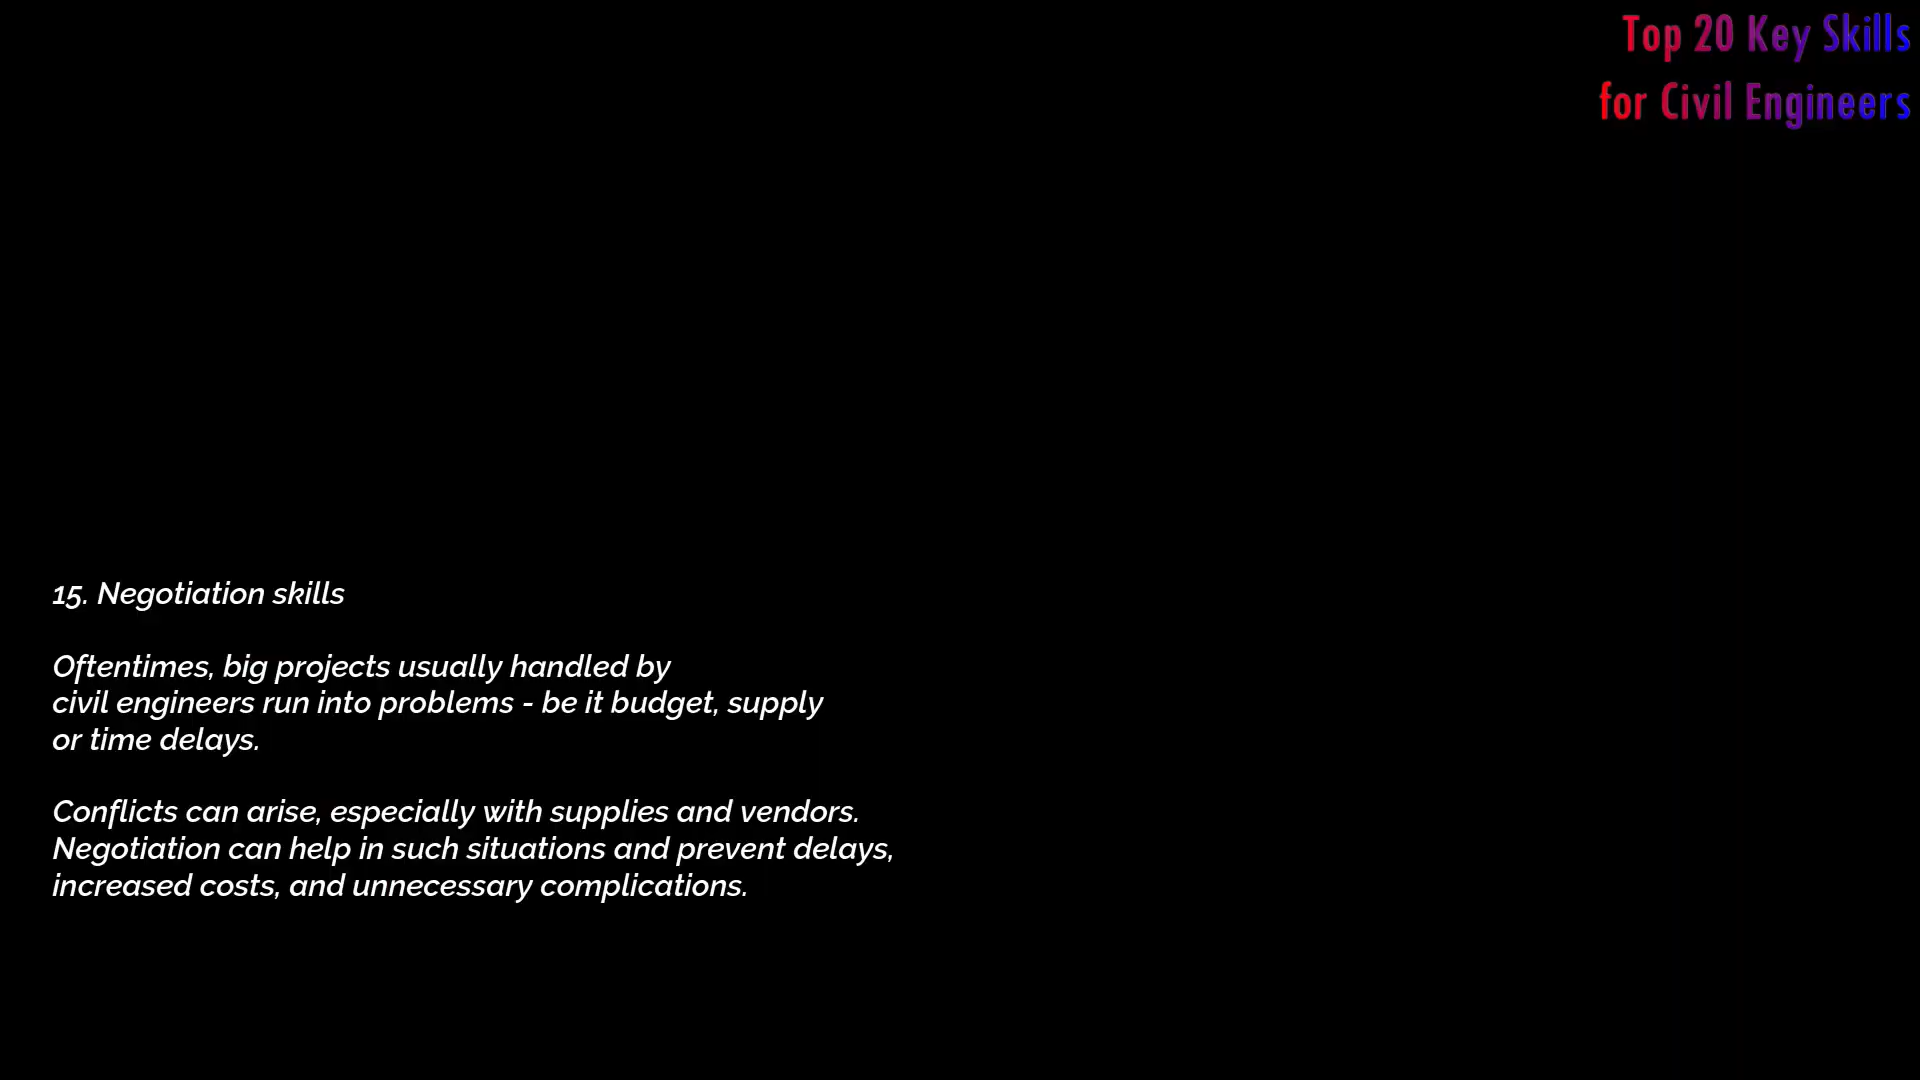 Top 20 Key Skills
for Civil Engineers
15. Negotiation skills
Oftentimes, big projects usually handled by
civil engineers run into problems - be it budget, supply
or time delays.
Conflicts can arise, especially with supplies and vendors.
Negotiation can help in such situations and prevent delays,
increased costs, and unnecessary complications.